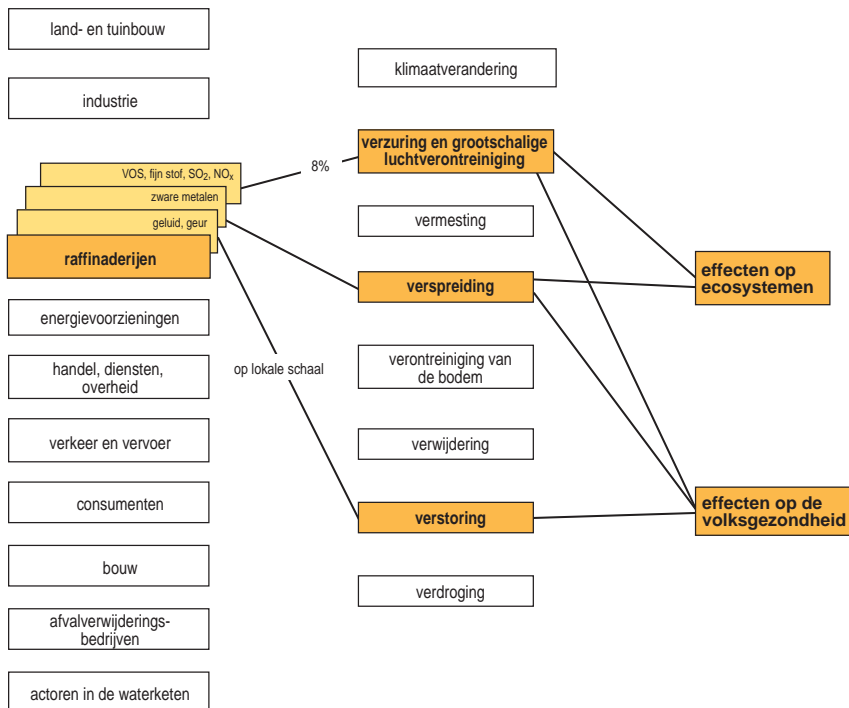 land- en tuinbouw
industrie
VOS, fijn stof, SO₂, NOₓ
zware metalen
geluid, geur
raffinaderijen
energievoorzieningen
handel, diensten,
overheid
verkeer en vervoer
consumenten
bouw
afvalverwijderings-
bedrijven
actoren in de waterketen
8%
op lokale schaal
klimaatverandering
verzuring en grootschalige
luchtverontreiniging
vermesting
verspreiding
verontreiniging van
de bodem
verwijdering
verstoring
verdroging
effecten op
ecosystemen
effecten op de
volksgezondheid